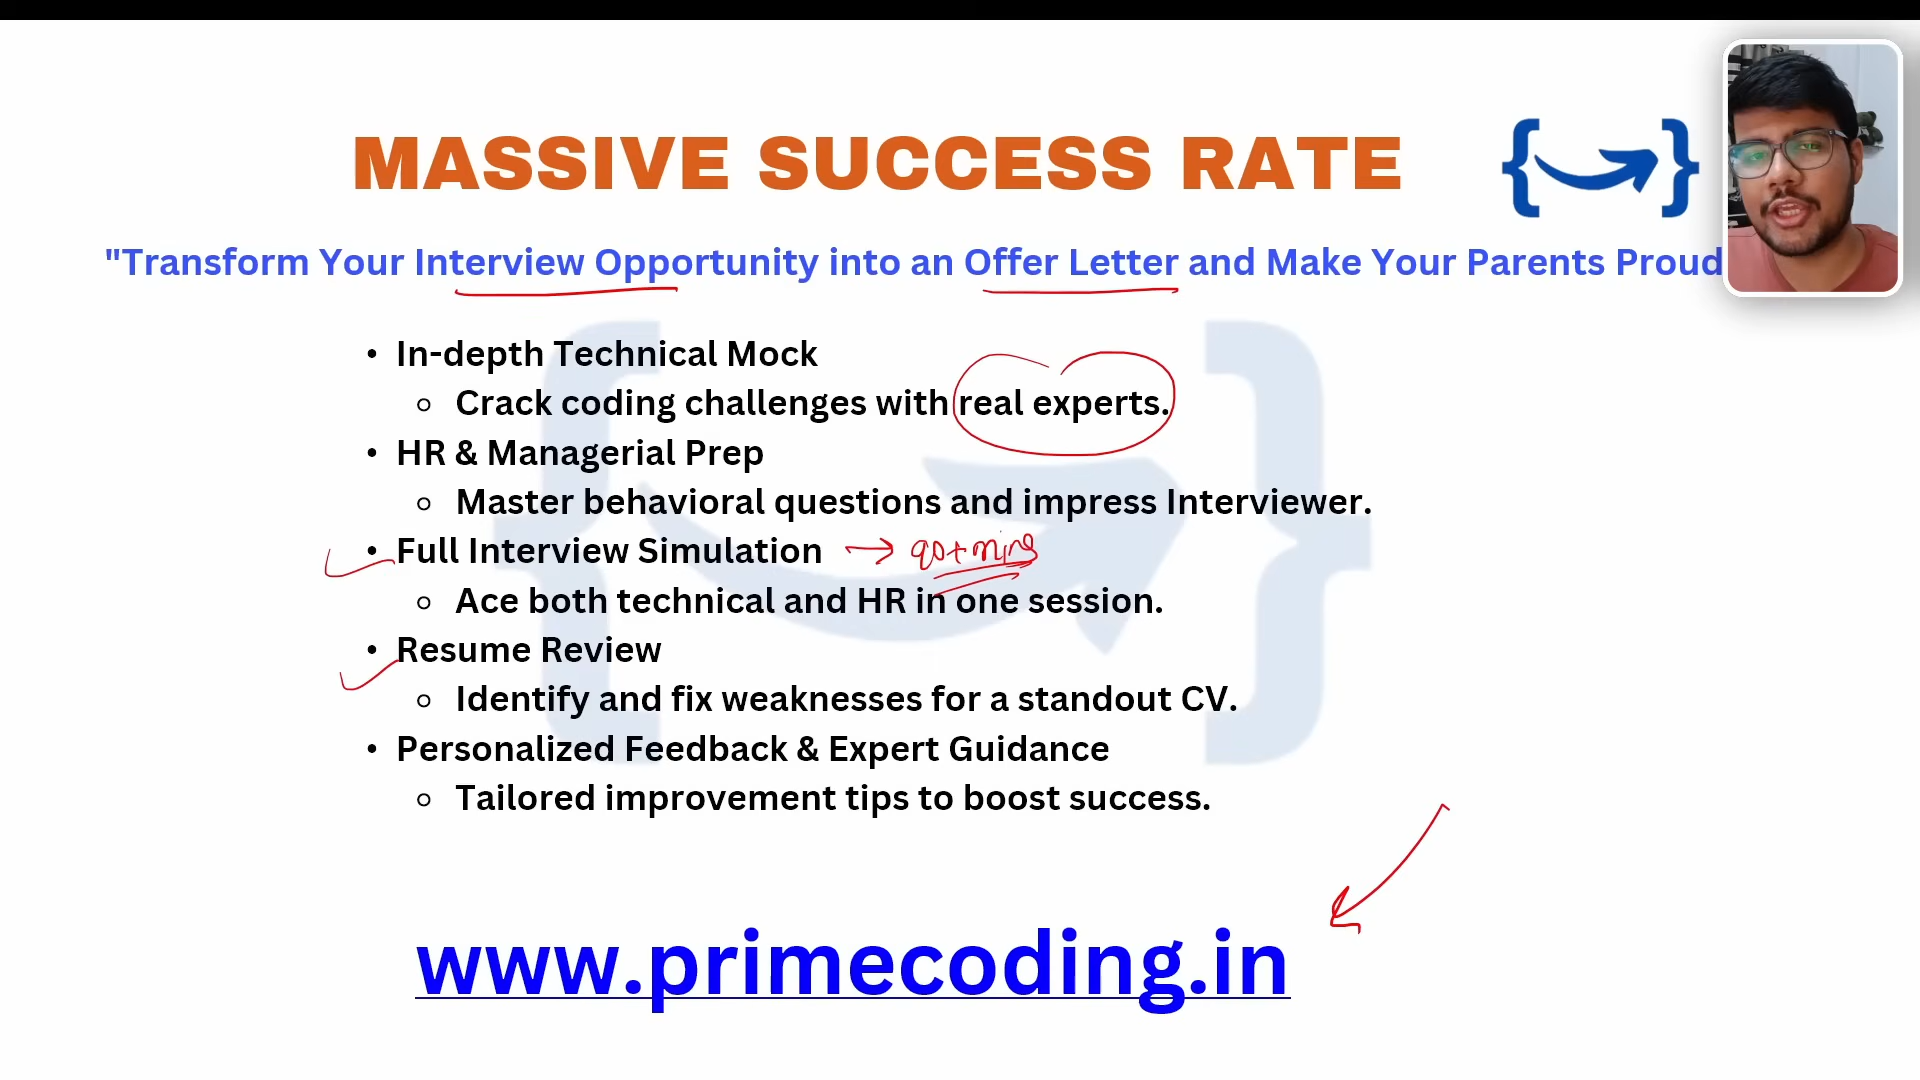 MASSIVE SUCCESS RATE
"Transform Your Interview Opportunity into an Offer Letter and Make Your Parents Proud
• In-depth Technical Mock
○ Crack coding challenges with real experts.
• HR & Managerial Prep
○ Master behavioral questions and impress Interviewer.
• Full Interview Simulation → 90+ mins
○ Ace both technical and HR in one session.
• Resume Review
○ Identify and fix weaknesses for a standout CV.
• Personalized Feedback & Expert Guidance
○ Tailored improvement tips to boost success.
www.primecoding.in